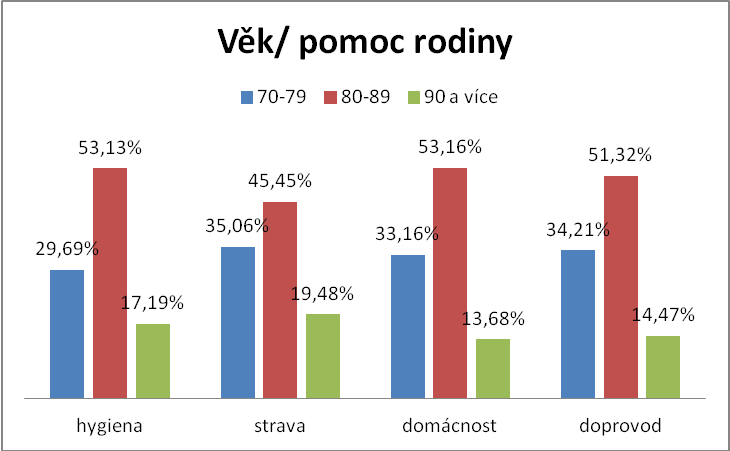 Věk/ pomoc rodiny
70-79 80-89 90 a více
53,13% 53,16% 51,32%
45,45%
29,69% 35,06% 33,16% 34,21%
17,19% 19,48% 13,68% 14,47%
hygiena strava domácnost doprovod